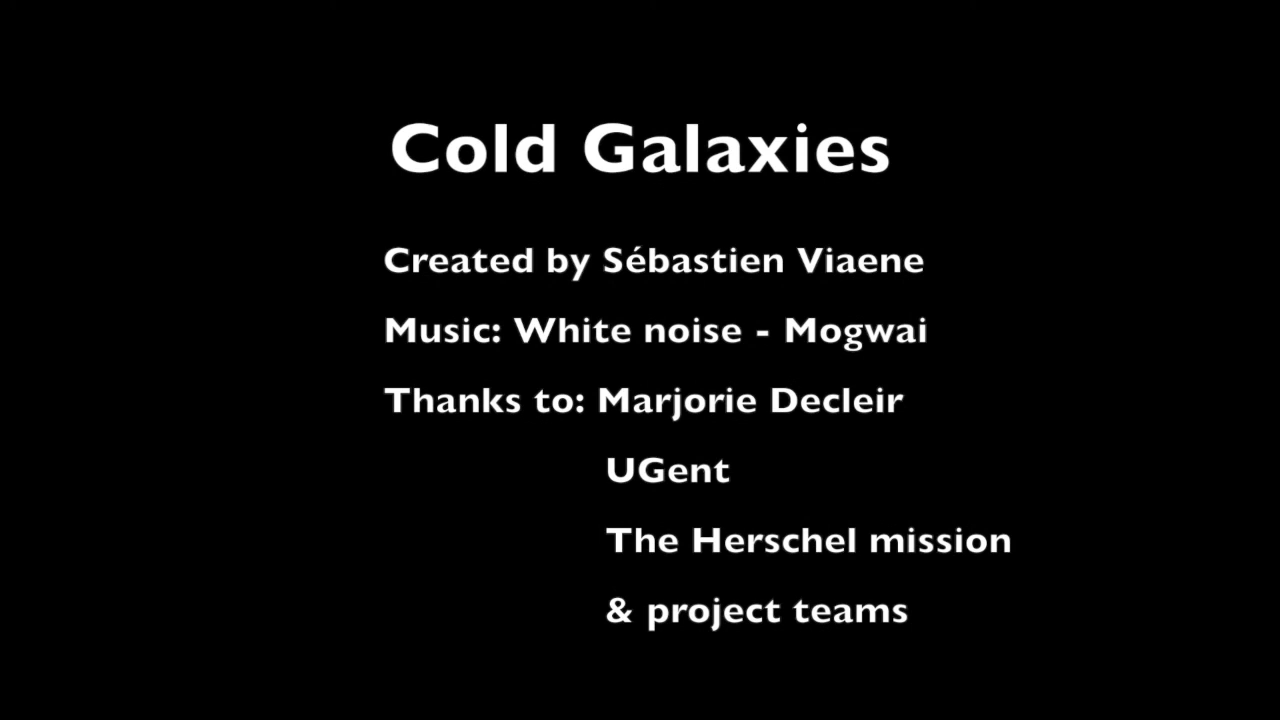 Cold Galaxies
Created by Sébastien Viaene
Music: White noise - Mogwai
Thanks to: Marjorie Decleir
UGent
The Herschel mission
& project teams